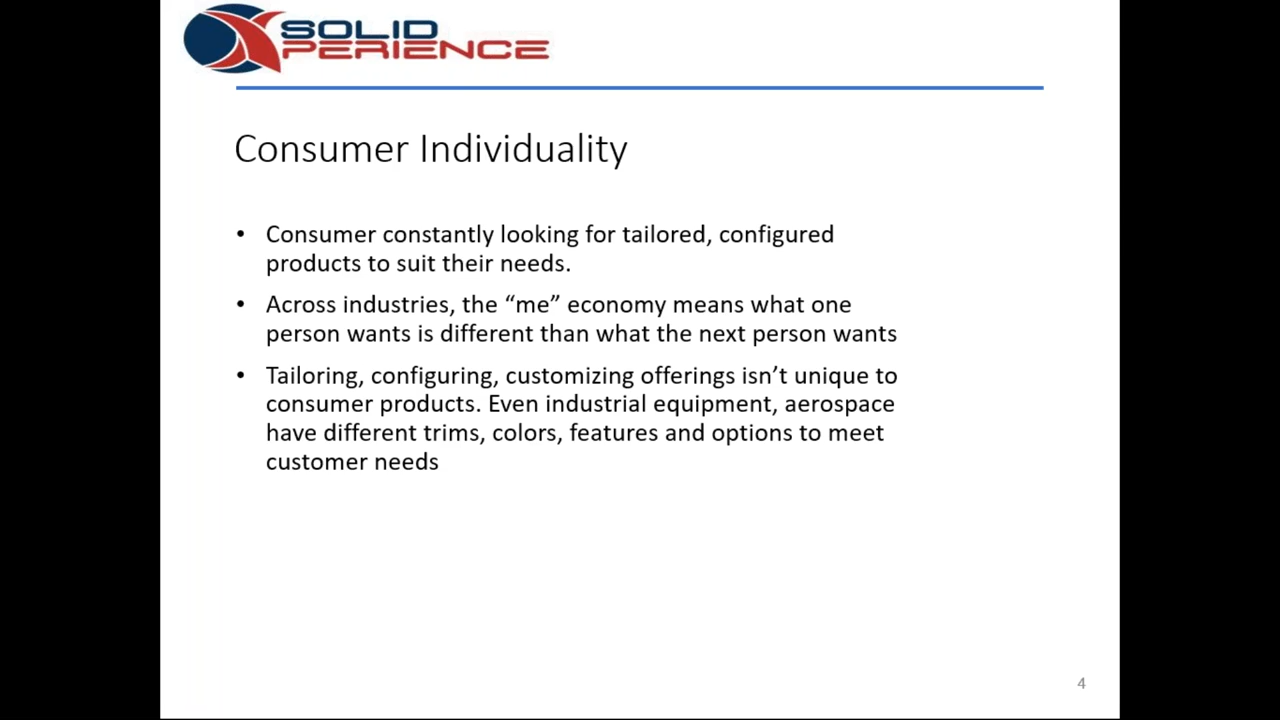 SOLID
XPERIENCE
Consumer Individuality
• Consumer constantly looking for tailored, configured
products to suit their needs.
• Across industries, the “me” economy means what one
person wants is different than what the next person wants
• Tailoring, configuring, customizing offerings isn’t unique to
consumer products. Even industrial equipment, aerospace
have different trims, colors, features and options to meet
customer needs
4